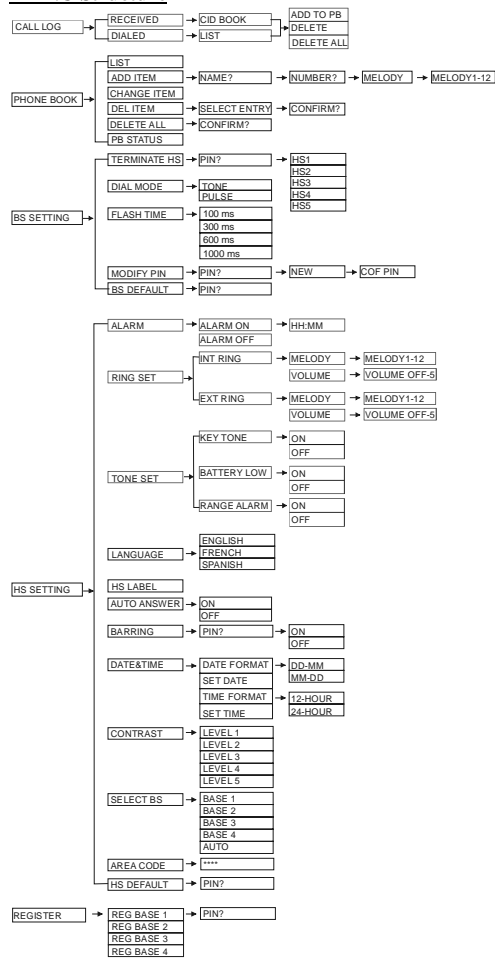 CALL LOG
RECEIVED
CID BOOK
ADD TO PB
DELETE
DELETE ALL
DIALED
LIST
PHONE BOOK
LIST
ADD ITEM
NAME?
NUMBER?
MELODY
MELODY1-12
CHANGE ITEM
DEL ITEM
SELECT ENTRY
CONFIRM?
DELETE ALL
CONFIRM?
PB STATUS
BS SETTING
TERMINATE HS
PIN?
HS1
HS2
HS3
HS4
HS5
DIAL MODE
TONE
PULSE
FLASH TIME
100 ms
300 ms
600 ms
1000 ms
MODIFY PIN
PIN?
NEW
COF PIN
BS DEFAULT
PIN?
HS SETTING
ALARM
ALARM ON
HH:MM
ALARM OFF
RING SET
INT RING
MELODY
MELODY1-12
VOLUME
VOLUME OFF-5
EXT RING
MELODY
MELODY1-12
VOLUME
VOLUME OFF-5
TONE SET
KEY TONE
ON
OFF
BATTERY LOW
ON
OFF
RANGE ALARM
ON
OFF
LANGUAGE
ENGLISH
FRENCH
SPANISH
HS LABEL
AUTO ANSWER
ON
OFF
BARRING
PIN?
ON
OFF
DATE&TIME
DATE FORMAT
DD-MM
MM-DD
SET DATE
TIME FORMAT
12-HOUR
24-HOUR
SET TIME
CONTRAST
LEVEL 1
LEVEL 2
LEVEL 3
LEVEL 4
LEVEL 5
SELECT BS
BASE 1
BASE 2
BASE 3
BASE 4
AUTO
AREA CODE
****
HS DEFAULT
PIN?
REGISTER
REG BASE 1
PIN?
REG BASE 2
REG BASE 3
REG BASE 4